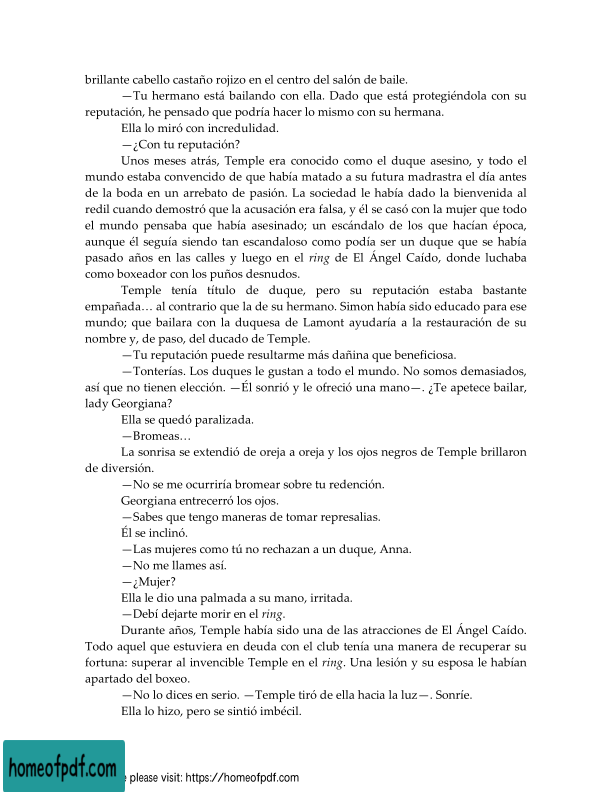 brillante cabello castaño rojizo en el centro del salón de baile.
—Tu hermano está bailando con ella. Dado que está protegiéndola con su
reputación, he pensado que podría hacer lo mismo con su hermana.
Ella lo miró con incredulidad.
—¿Con tu reputación?
Unos meses atrás, Temple era conocido como el duque asesino, y todo el
mundo estaba convencido de que había matado a su futura madrastra el día antes
de la boda en un arrebato de pasión. La sociedad le había dado la bienvenida al
redil cuando demostró que la acusación era falsa, y él se casó con la mujer que todo
el mundo pensaba que había asesinado; un escándalo de los que hacían época,
aunque él seguía siendo tan escandaloso como podía ser un duque que se había
pasado años en las calles y luego en el ring de El Ángel Caído, donde luchaba
como boxeador con los puños desnudos.
Temple tenía título de duque, pero su reputación estaba bastante
empañada… al contrario que la de su hermano. Simon había sido educado para ese
mundo; que bailara con la duquesa de Lamont ayudaría a la restauración de su
nombre y, de paso, del ducado de Temple.
—Tu reputación puede resultarme más dañina que beneficiosa.
—Tonterías. Los duques le gustan a todo el mundo. No somos demasiados,
así que no tienen elección. —Él sonrió y le ofreció una mano—. ¿Te apetece bailar,
lady Georgiana?
Ella se quedó paralizada.
—Bromeas…
La sonrisa se extendió de oreja a oreja y los ojos negros de Temple brillaron
de diversión.
—No se me ocurriría bromear sobre tu redención.
Georgiana entrecerró los ojos.
—Sabes que tengo maneras de tomar represalias.
Él se inclinó.
—Las mujeres como tú no rechazan a un duque, Anna.
—No me llames así.
—¿Mujer?
Ella le dio una palmada a su mano, irritada.
—Debí dejarte morir en el ring.
Durante años, Temple había sido una de las atracciones de El Ángel Caído.
Todo aquel que estuviera en deuda con el club tenía una manera de recuperar su
fortuna: superar al invencible Temple en el ring. Una lesión y su esposa le habían
apartado del boxeo.
—No lo dices en serio. —Temple tiró de ella hacia la luz—. Sonríe.
Ella lo hizo, pero se sintió imbécil.
homeofpdf.com
please visit: https://homeofpdf.com